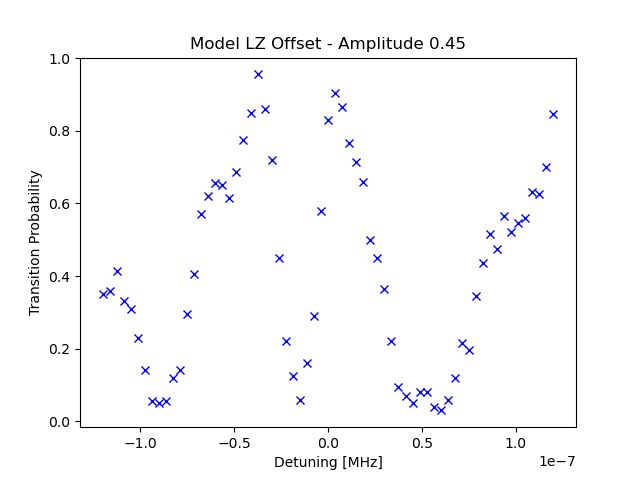 Model LZ Offset - Amplitude 0.45
Transition Probability
1.0
0.8
0.6
0.4
0.2
0.0
−1.0 −0.5 0.0 0.5 1.0
1e−7
Detuning [MHz]